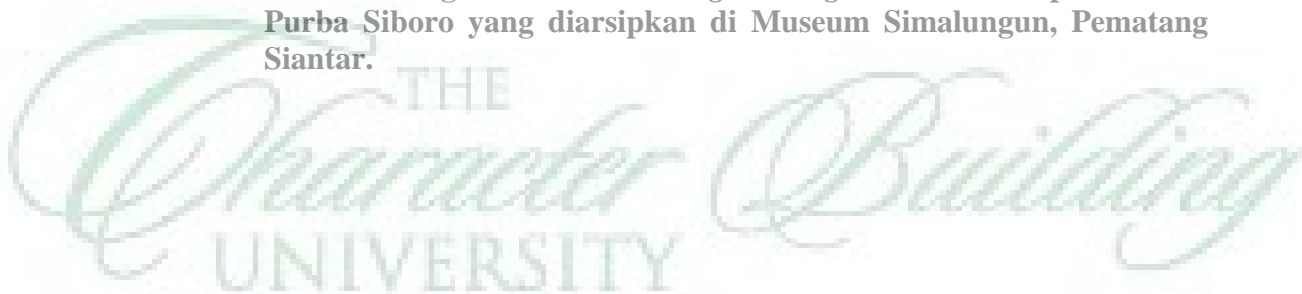 Purba Siboro yang diarsipkan di Museum Simalungun, Pematang
Siantar.
THE
Character Building
UNIVERSITY